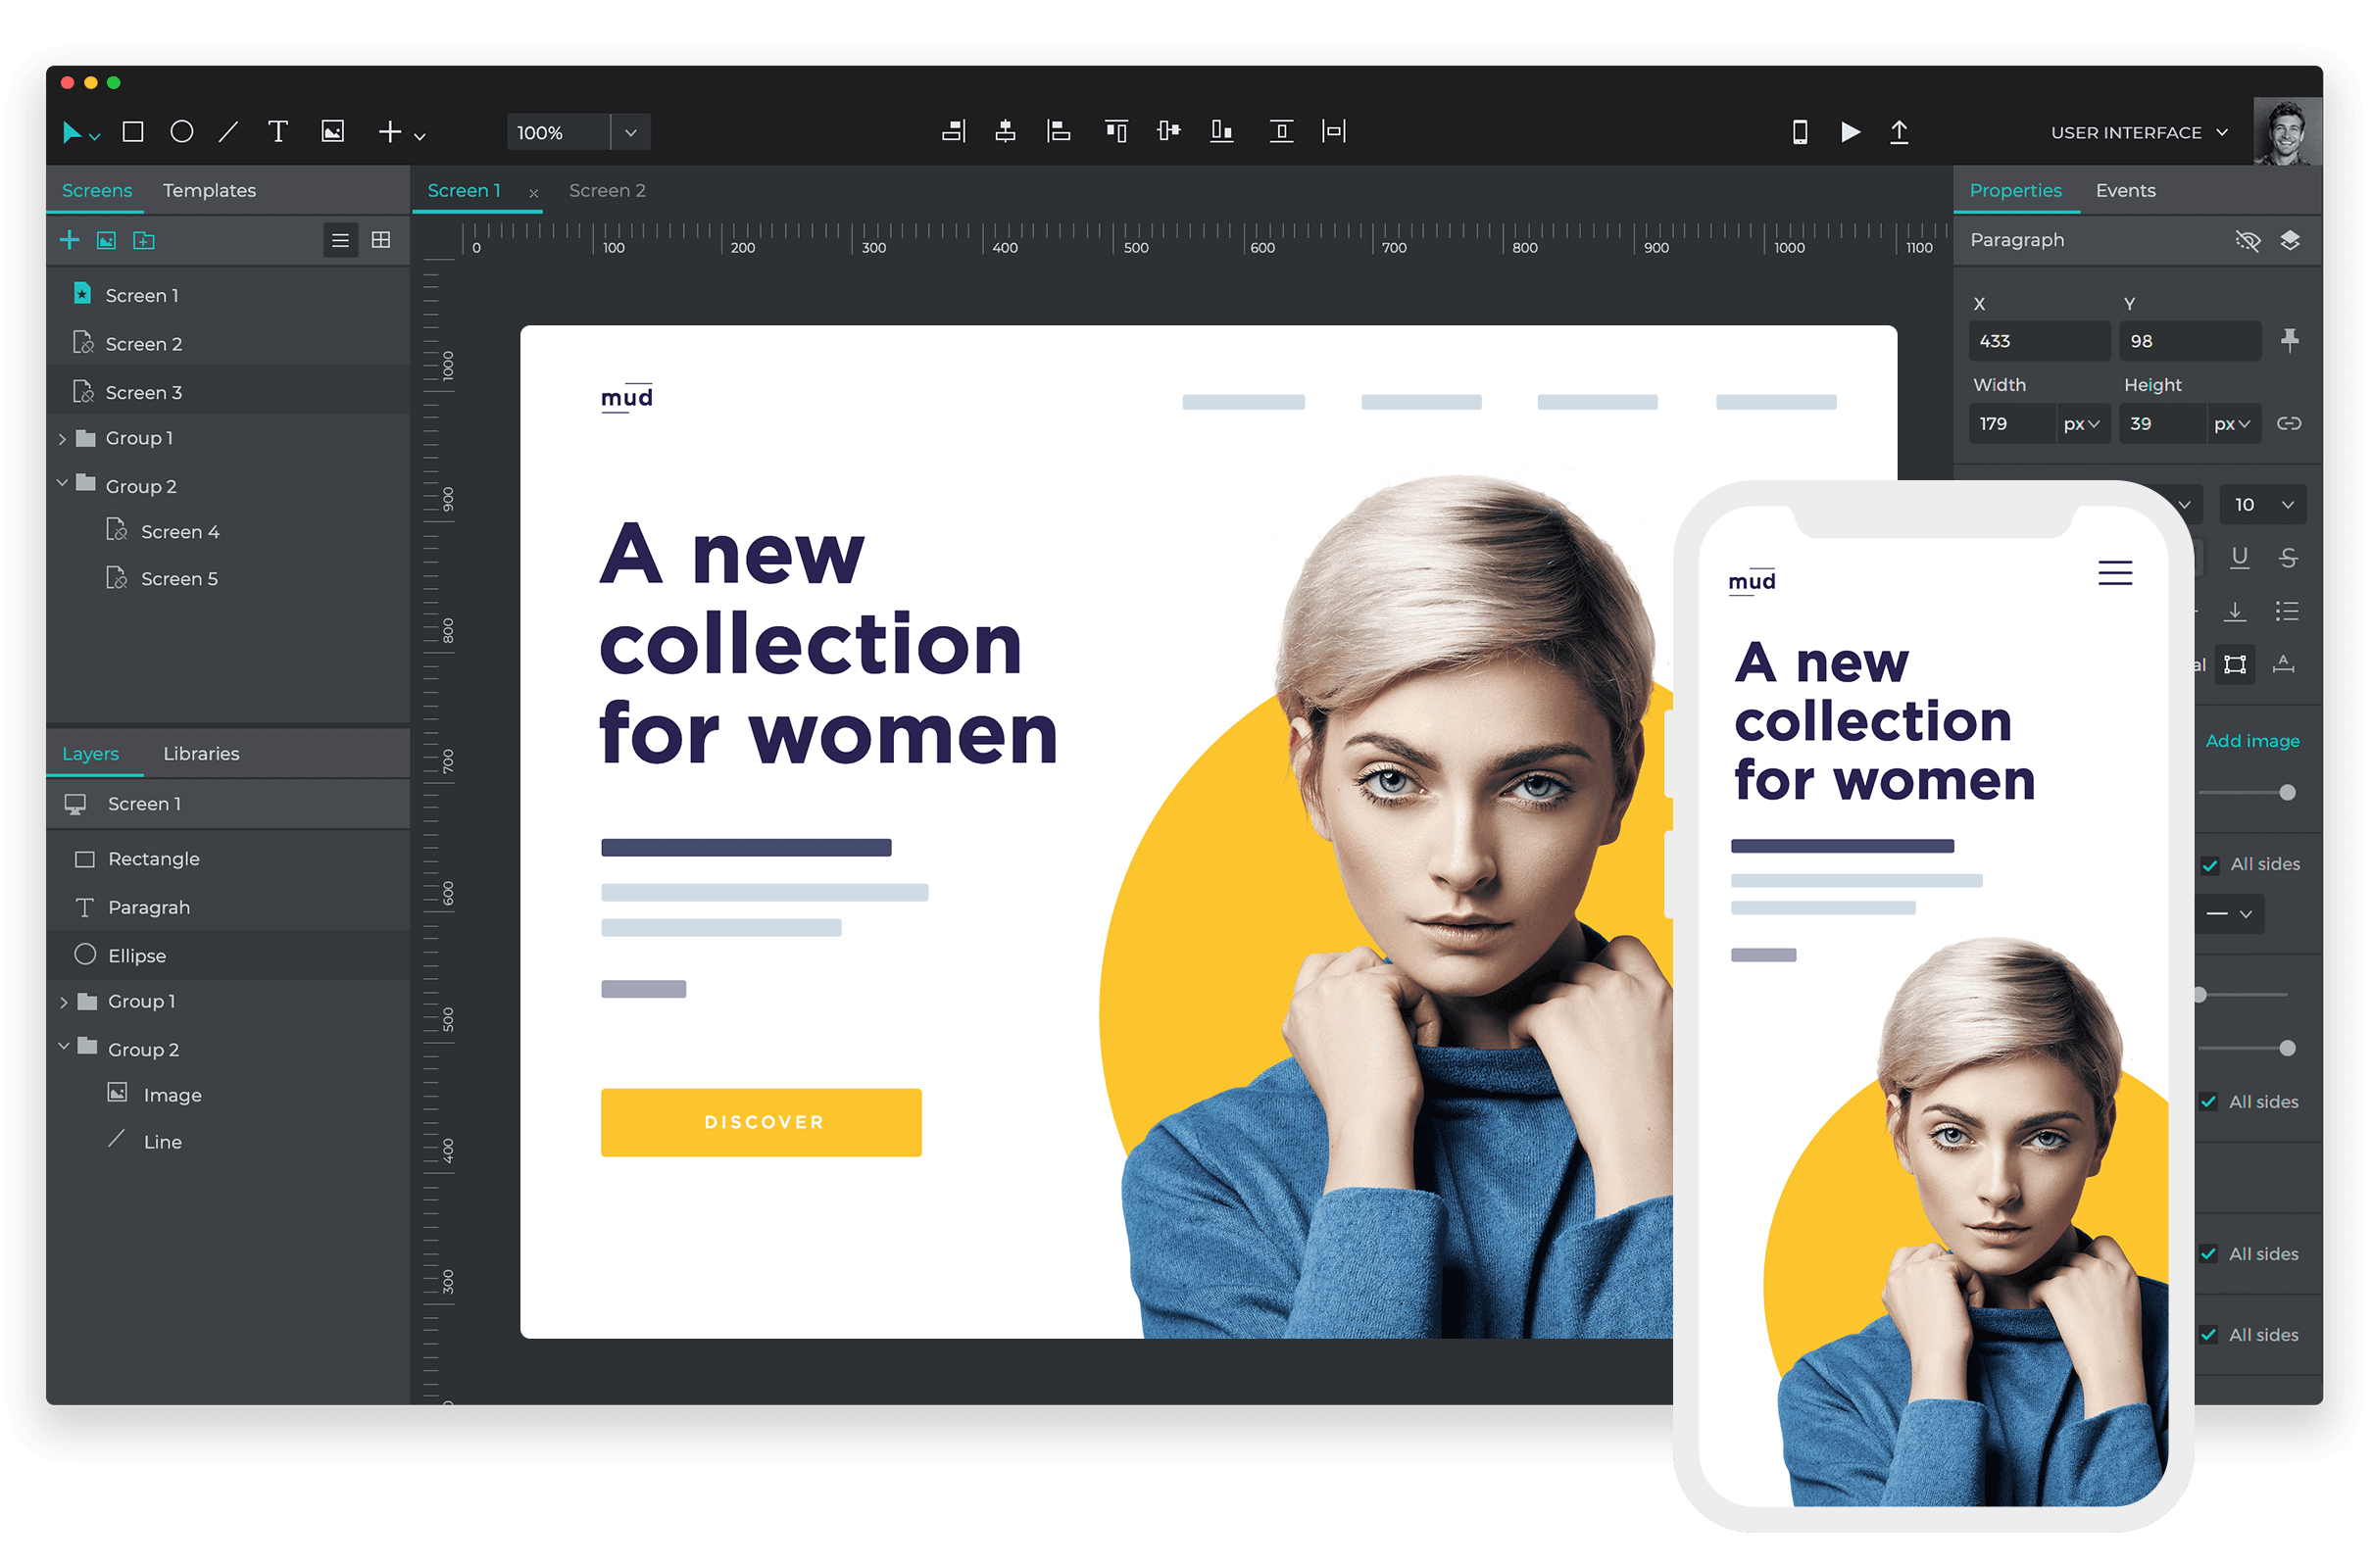 100%
USER INTERFACE
Screens Templates
Screen 1
Screen 2
Screen 3
Group 1
Group 2
Screen 4
Screen 5
Layers Libraries
Screen 1
Rectangle
Paragrah
Ellipse
Group 1
Group 2
Image
Line
Screen 1 x Screen 2
0 100 200 300 400 500 600 700 800 900 1000 1100
1000
900
800
700
600
500
400
300
mud
A new
collection
for women
DISCOVER
mud
A new
collection
for women
Properties Events
Paragraph
X Y
433 98
Width Height
179 px 39 px
10
U S
al A
Add image
All sides
All sides
All sides
All sides